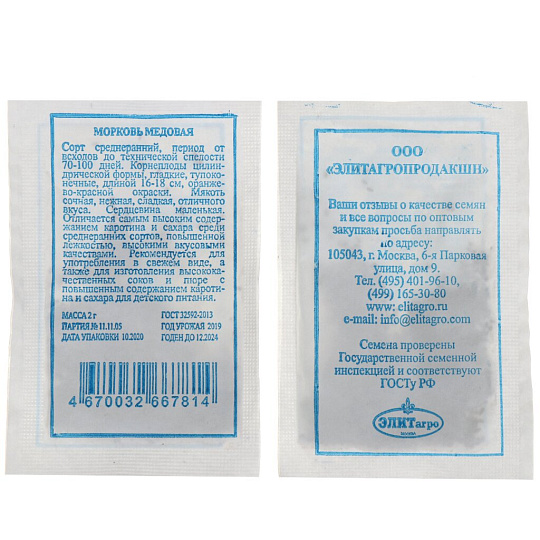 МОРКОВЬ МЕДОВАЯ
Сорт среднеранний, период от
всходов до технической спелости
70-100 дней. Корнеплоды цилин-
дрической формы, гладкие, тупоко-
нечные, длиной 16-18 см, оранже-
во-красной окраски. Мякоть
сочная, нежная, сладкая, отличного
вкуса. Сердцевина маленькая.
Отличается самым высоким содер-
жанием каротина и сахара среди
среднеранних сортов, повышенной
лежкостью, высокими вкусовыми
качествами. Рекомендуется для
употребления в свежем виде, а
также для изготовления высокока-
чественных соков и пюре с
повышенным содержанием кароти-
на и сахара для детского питания.
МАССА 2 г ГОСТ 32592-2013
ПАРТИЯ № 11.11.05 ГОД УРОЖАЯ 2019
ДАТА УПАКОВКИ 10.2020 ГОДЕН ДО 12.2024
4 670032 667814
ООО
«ЭЛИТАГРОПРОДАКШН»
Ваши отзывы о качестве семян
и все вопросы по оптовым
закупкам просьба направлять
по адресу:
105043, г. Москва, 6-я Парковая
улица, дом 9.
Тел. (495) 401-96-10,
(499) 165-30-80
www: elitagro.ru
e-mail: info@elitagro.com
Семена проверены
Государственной семенной
инспекцией и соответствуют
ГОСТу РФ
ЭЛИТагро